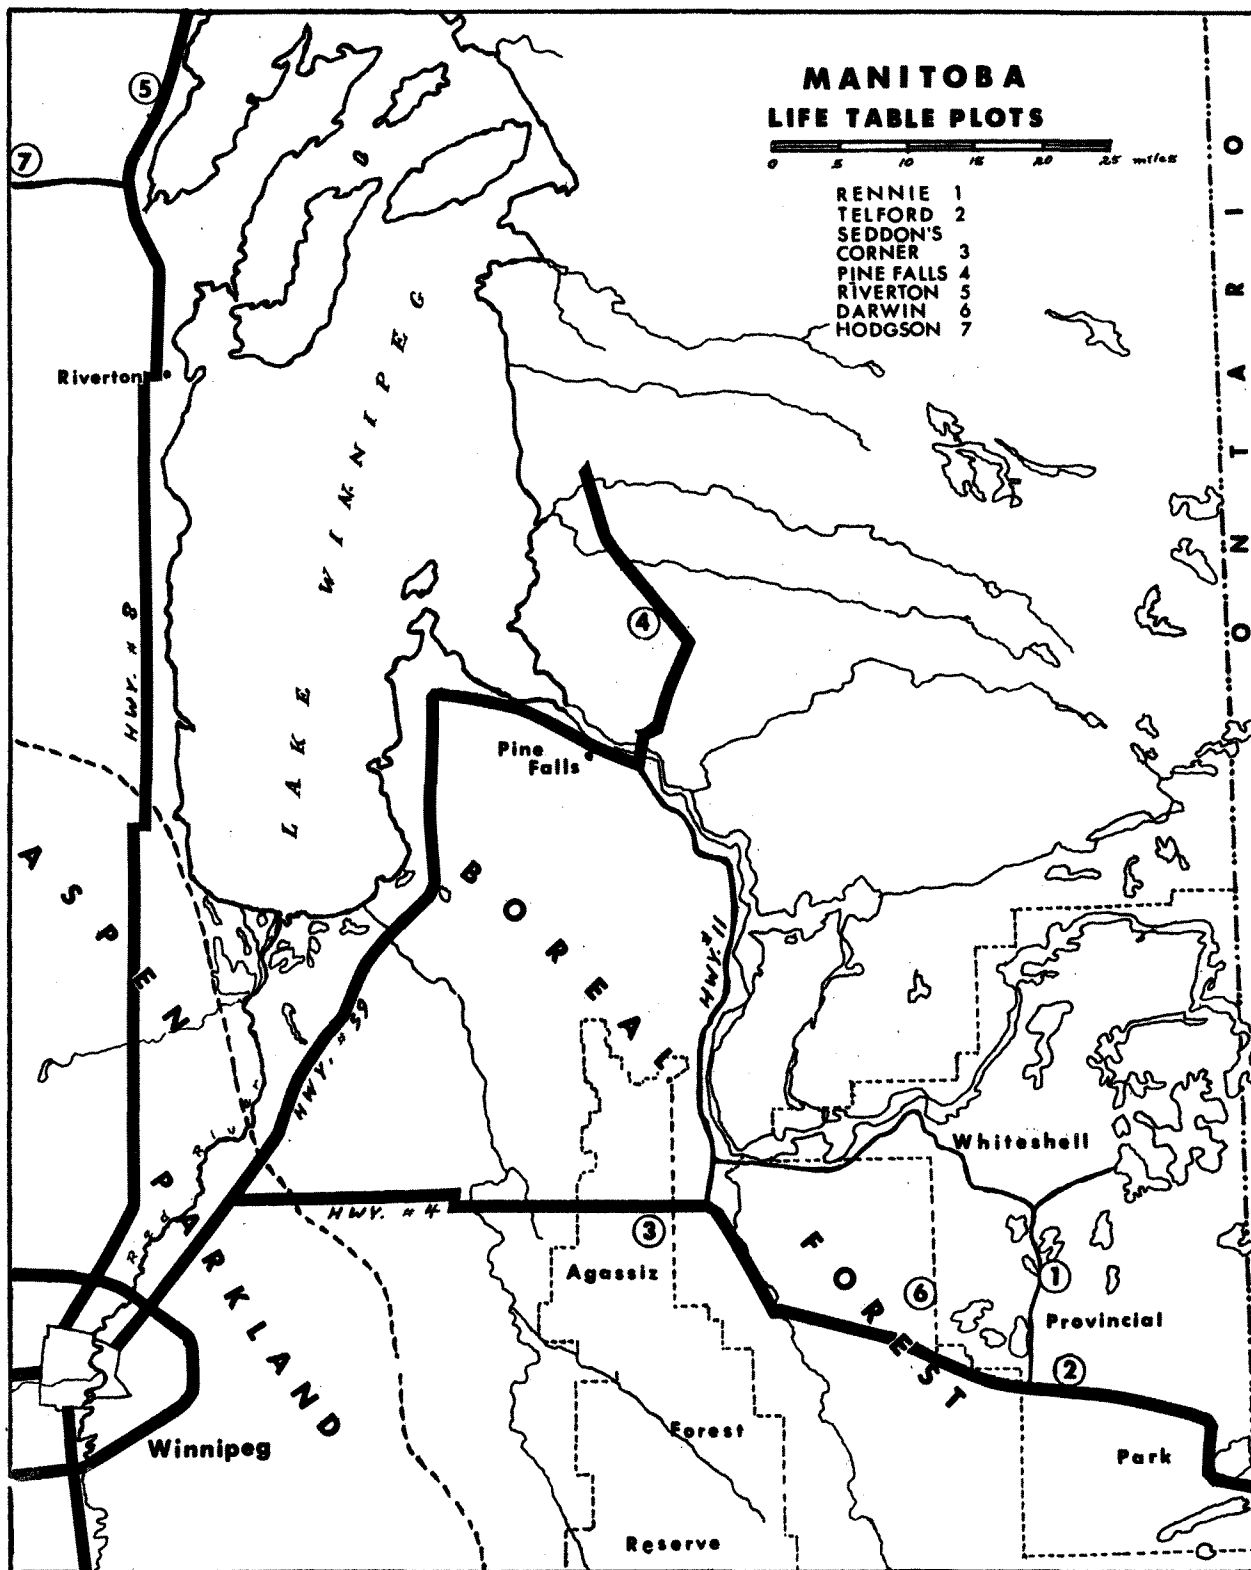 MANITOBA
LIFE TABLE PLOTS
0 5 10 15 20 25 miles
RENNIE 1
TELFORD 2
SEDDON'S
CORNER 3
PINE FALLS 4
RIVERTON 5
DARWIN 6
HODGSON 7
5
7
ONTARIO
Riverton
LAKE WINNIPEG
HWY. # 8
4
Pine
Falls
ASPEN PARKLAND
BOREAL FOREST
HWY. # 11
HWY. # 59
Red River
HWY. # 4
3
Whiteshell
Agassiz
6
1
Provincial
2
Forest
Park
Winnipeg
Reserve